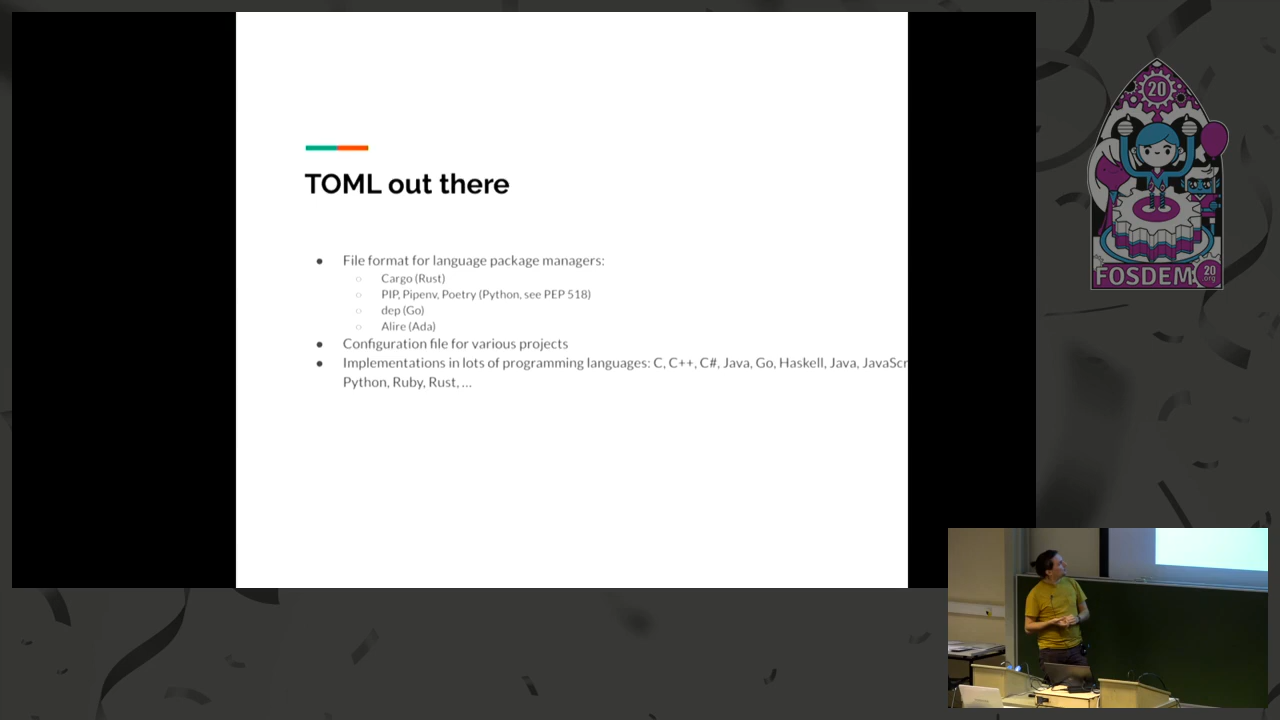 TOML out there
● File format for language package managers:
○ Cargo (Rust)
○ PIP, Pipenv, Poetry (Python, see PEP 518)
○ dep (Go)
○ Alire (Ada)
● Configuration file for various projects
● Implementations in lots of programming languages: C, C++, C#, Java, Go, Haskell, Java, JavaScr
Python, Ruby, Rust, ...
20
FOSDEM
20
.org